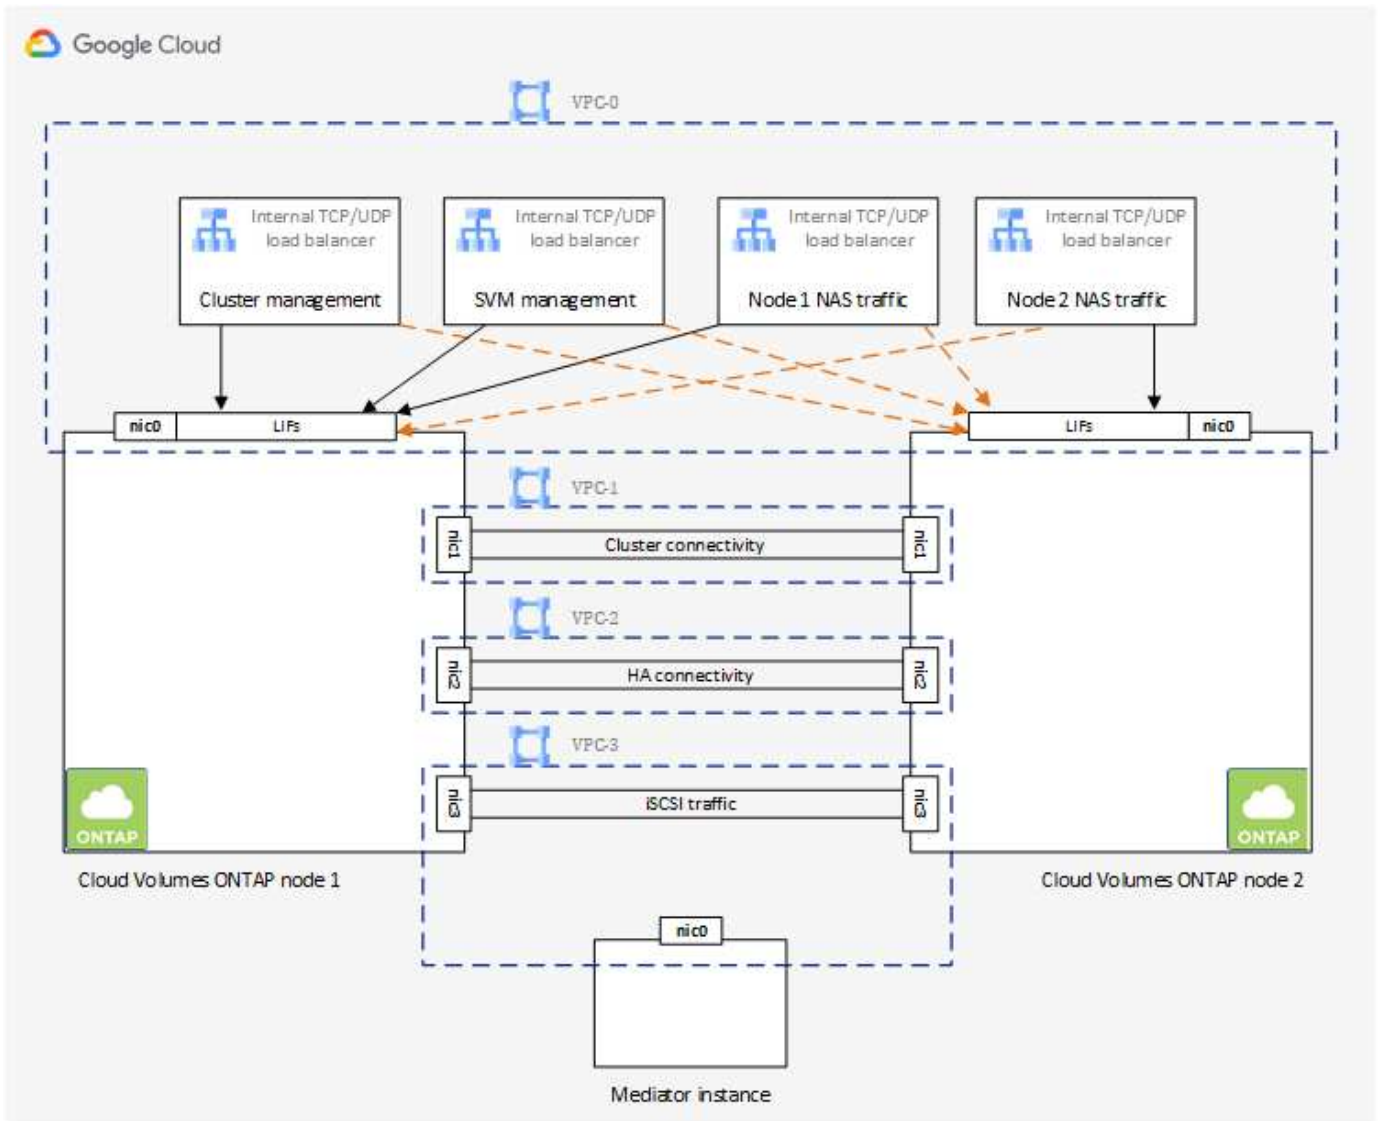 Google Cloud
VPC-0
Internal TCP/UDP
load balancer
Cluster management
Internal TCP/UDP
load balancer
SVM management
Internal TCP/UDP
load balancer
Node 1 NAS traffic
Internal TCP/UDP
load balancer
Node 2 NAS traffic
nic0
LIFs
LIFs
nic0
VPC-1
nic1
Cluster connectivity
nic1
VPC-2
nic2
HA connectivity
nic2
VPC-3
nic3
iSCSI traffic
nic3
ONTAP
ONTAP
Cloud Volumes ONTAP node 1
Cloud Volumes ONTAP node 2
nic0
Mediator instance